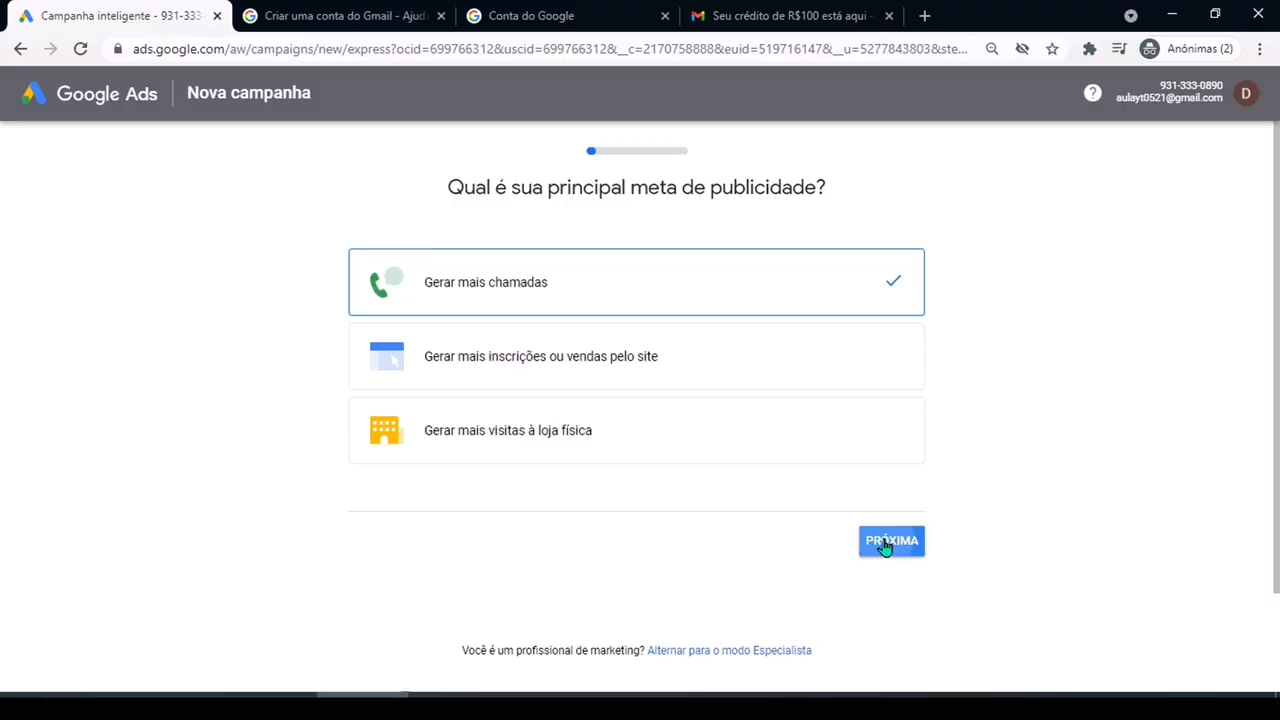 Campanha inteligente - 931-333-
Criar uma conta do Gmail - Ajud
Conta do Google
Seu crédito de R$100 está aqui -
ads.google.com/aw/campaigns/new/express?ocid=699766312&uscid=699766312&__c=2170758888&euid=519716147&__u=5277843803&ste...
Anônimas (2)
Google Ads
Nova campanha
931-333-0890
aulayt0521@gmail.com
D
Qual é sua principal meta de publicidade?
Gerar mais chamadas
Gerar mais inscrições ou vendas pelo site
Gerar mais visitas à loja física
PRÓXIMA
Você é um profissional de marketing? Alternar para o modo Especialista